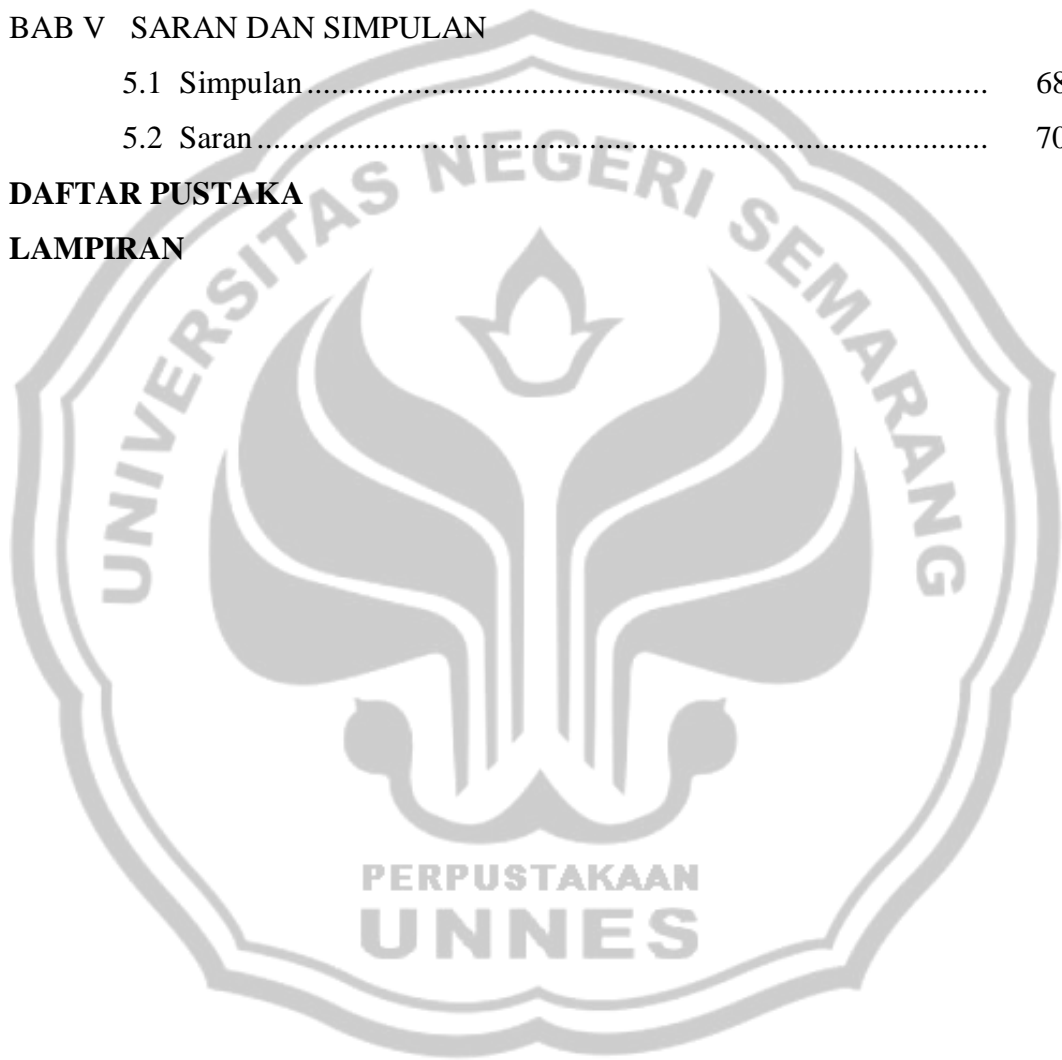 BAB V SARAN DAN SIMPULAN
5.1 Simpulan........................................................................................ 68
5.2 Saran.............................................................................................. 70
DAFTAR PUSTAKA
LAMPIRAN
UNIVERSITAS NEGERI SEMARANG
PERPUSTAKAAN
UNNES